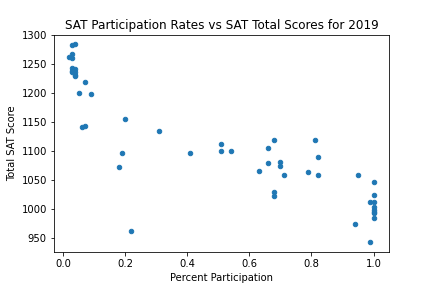 SAT Participation Rates vs SAT Total Scores for 2019
1300
1250
1200
1150
1100
1050
1000
950
Total SAT Score
0.0 0.2 0.4 0.6 0.8 1.0
Percent Participation